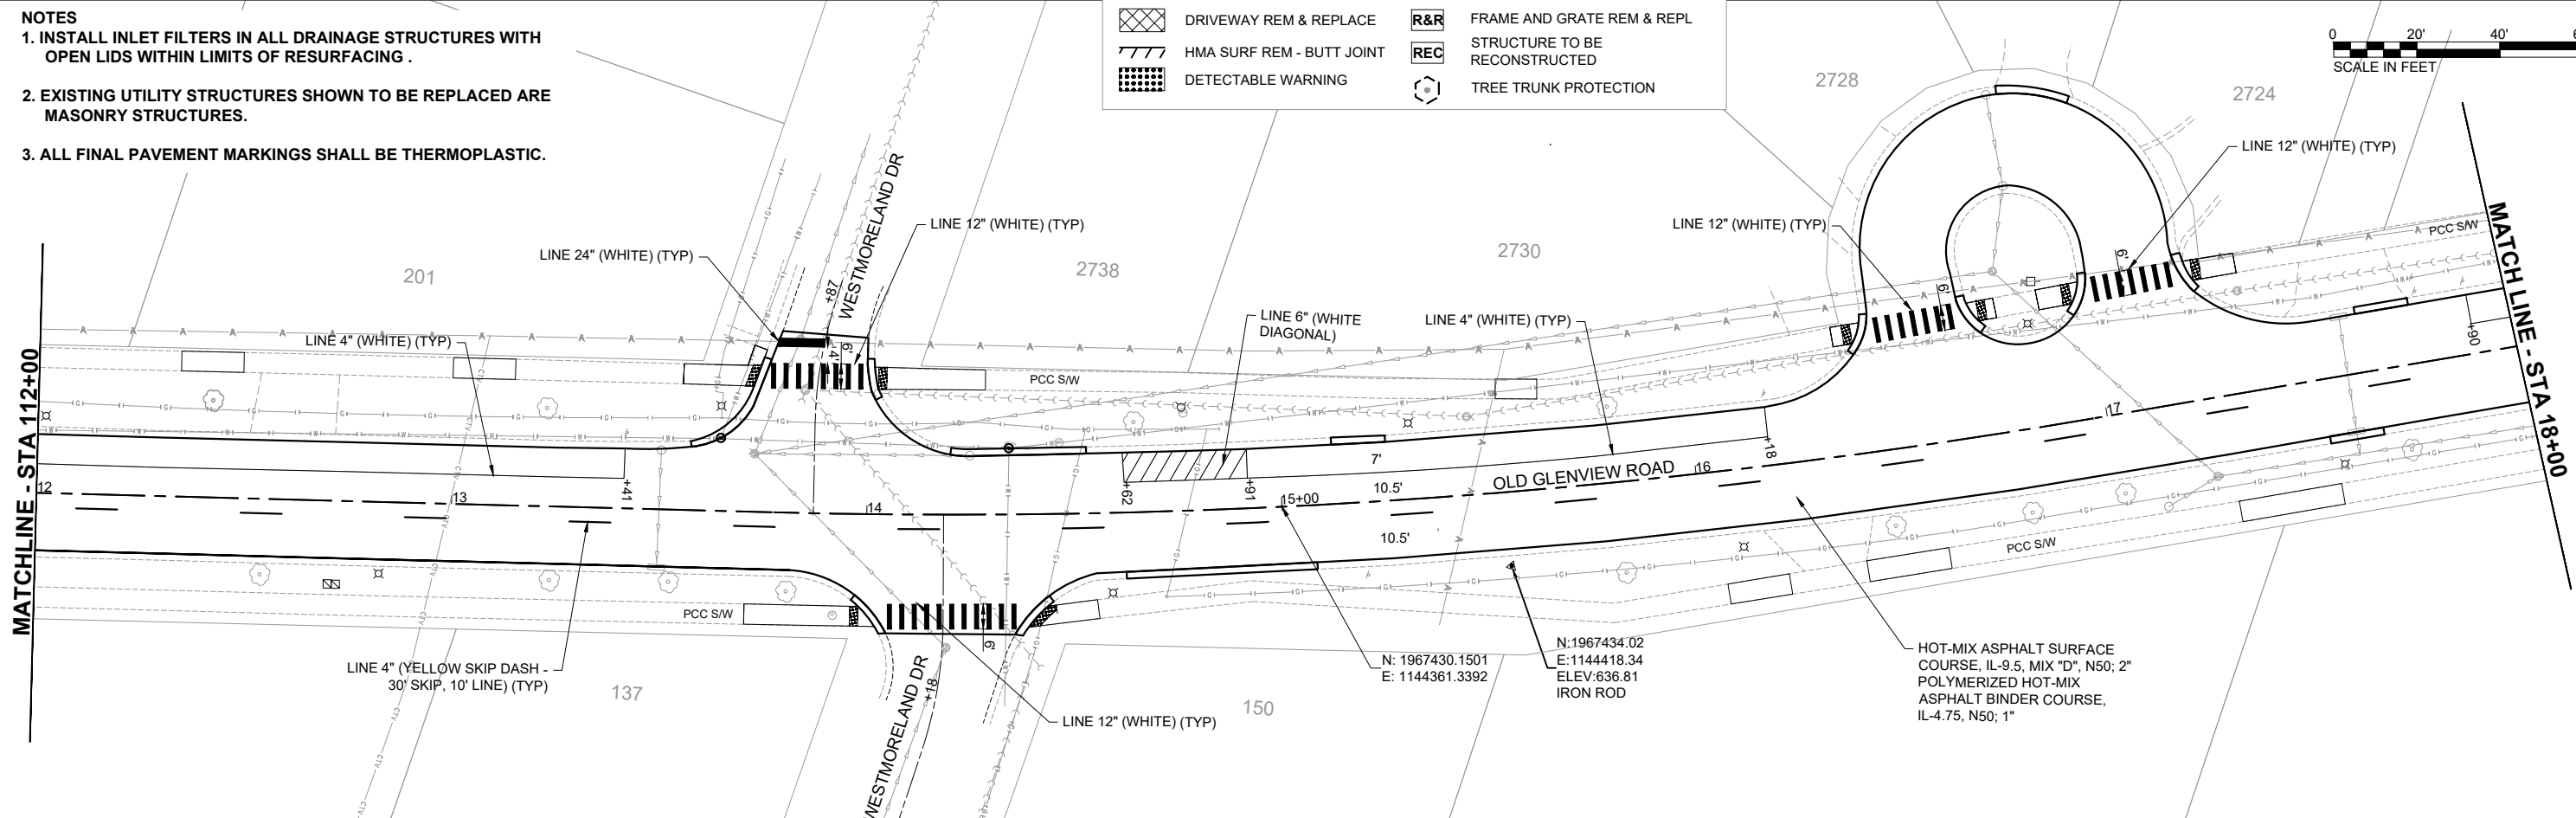 NOTES
1. INSTALL INLET FILTERS IN ALL DRAINAGE STRUCTURES WITH
OPEN LIDS WITHIN LIMITS OF RESURFACING .
2. EXISTING UTILITY STRUCTURES SHOWN TO BE REPLACED ARE
MASONRY STRUCTURES.
3. ALL FINAL PAVEMENT MARKINGS SHALL BE THERMOPLASTIC.
DRIVEWAY REM & REPLACE
HMA SURF REM - BUTT JOINT
DETECTABLE WARNING
R&R FRAME AND GRATE REM & REPL
REC STRUCTURE TO BE
RECONSTRUCTED
TREE TRUNK PROTECTION
0 20' 40'
SCALE IN FEET
2728
2724
LINE 12" (WHITE) (TYP)
MATCH LINE - STA 18+00
PCC S/W
+90
WESTMORELAND DR
+87
LINE 12" (WHITE) (TYP)
LINE 24" (WHITE) (TYP)
201
2738
2730
LINE 12" (WHITE) (TYP)
6'
6'
LINE 4" (WHITE) (TYP)
LINE 6" (WHITE
DIAGONAL)
LINE 4" (WHITE) (TYP)
4'
6'
PCC S/W
MATCHLINE - STA 112+00
12
13
+41
14
+62
+91
15+00
7'
10.5'
10.5'
OLD GLENVIEW ROAD
16
+18
17
PCC S/W
PCC S/W
6'
LINE 4" (YELLOW SKIP DASH -
30' SKIP, 10' LINE) (TYP)
137
WESTMORELAND DR
+18
LINE 12" (WHITE) (TYP)
150
N: 1967430.1501
E: 1144361.3392
N:1967434.02
E:1144418.34
ELEV:636.81
IRON ROD
HOT-MIX ASPHALT SURFACE
COURSE, IL-9.5, MIX "D", N50; 2"
POLYMERIZED HOT-MIX
ASPHALT BINDER COURSE,
IL-4.75, N50; 1"